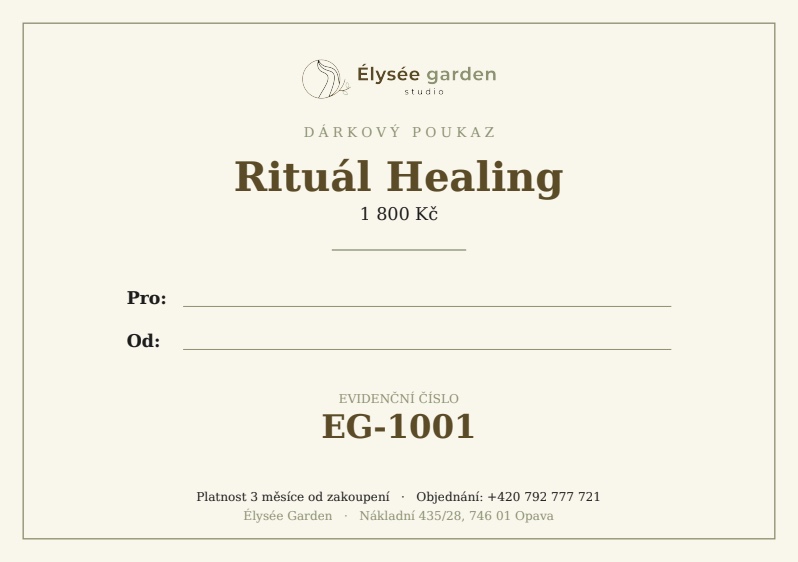 Élysée garden
studio
DÁRKOVÝ POUKAZ
Rituál Healing
1 800 Kč
Pro:
Od:
EVIDENČNÍ ČÍSLO
EG-1001
Platnost 3 měsíce od zakoupení · Objednání: +420 792 777 721
Élysée Garden · Nákladní 435/28, 746 01 Opava